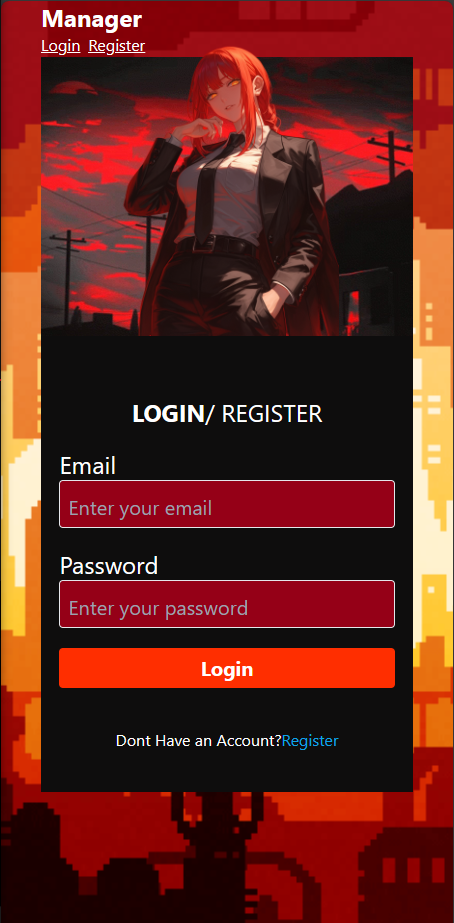 Manager
Login Register
LOGIN/ REGISTER
Email
Enter your email
Password
Enter your password
Login
Dont Have an Account?Register